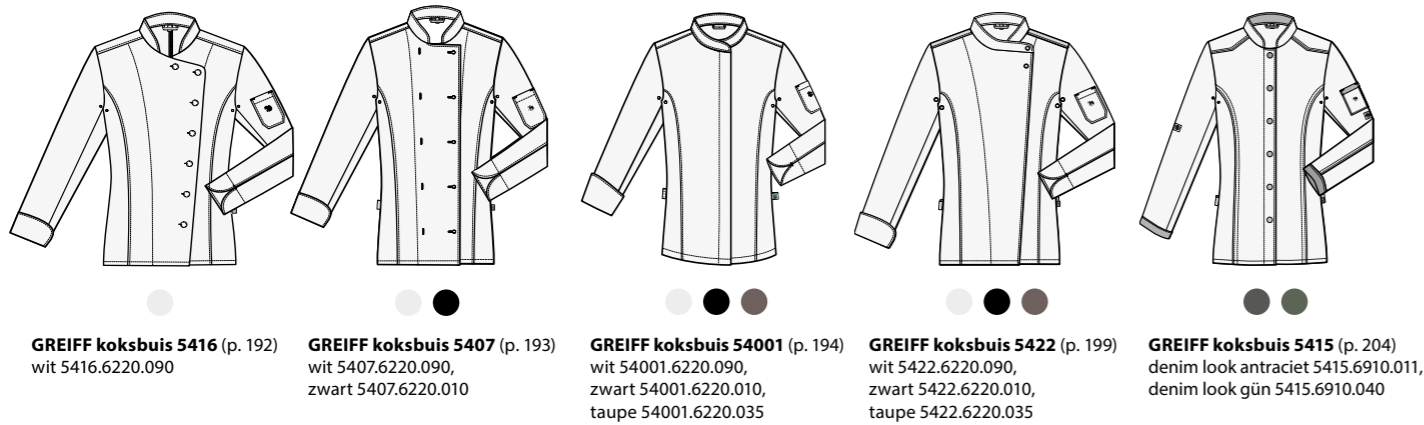 GREIFF koksbuis 5416 (p. 192)
wit 5416.6220.090
GREIFF koksbuis 5407 (p. 193)
wit 5407.6220.090,
zwart 5407.6220.010
GREIFF koksbuis 54001 (p. 194)
wit 54001.6220.090,
zwart 54001.6220.010,
taupe 54001.6220.035
GREIFF koksbuis 5422 (p. 199)
wit 5422.6220.090,
zwart 5422.6220.010,
taupe 5422.6220.035
GREIFF koksbuis 5415 (p. 204)
denim look antraciet 5415.6910.011,
denim look gün 5415.6910.040